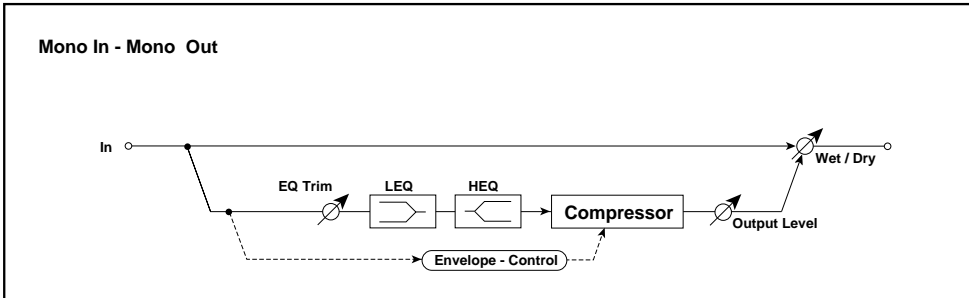 Mono In - Mono Out
In
Wet / Dry
EQ Trim
LEQ
HEQ
Compressor
Output Level
Envelope - Control